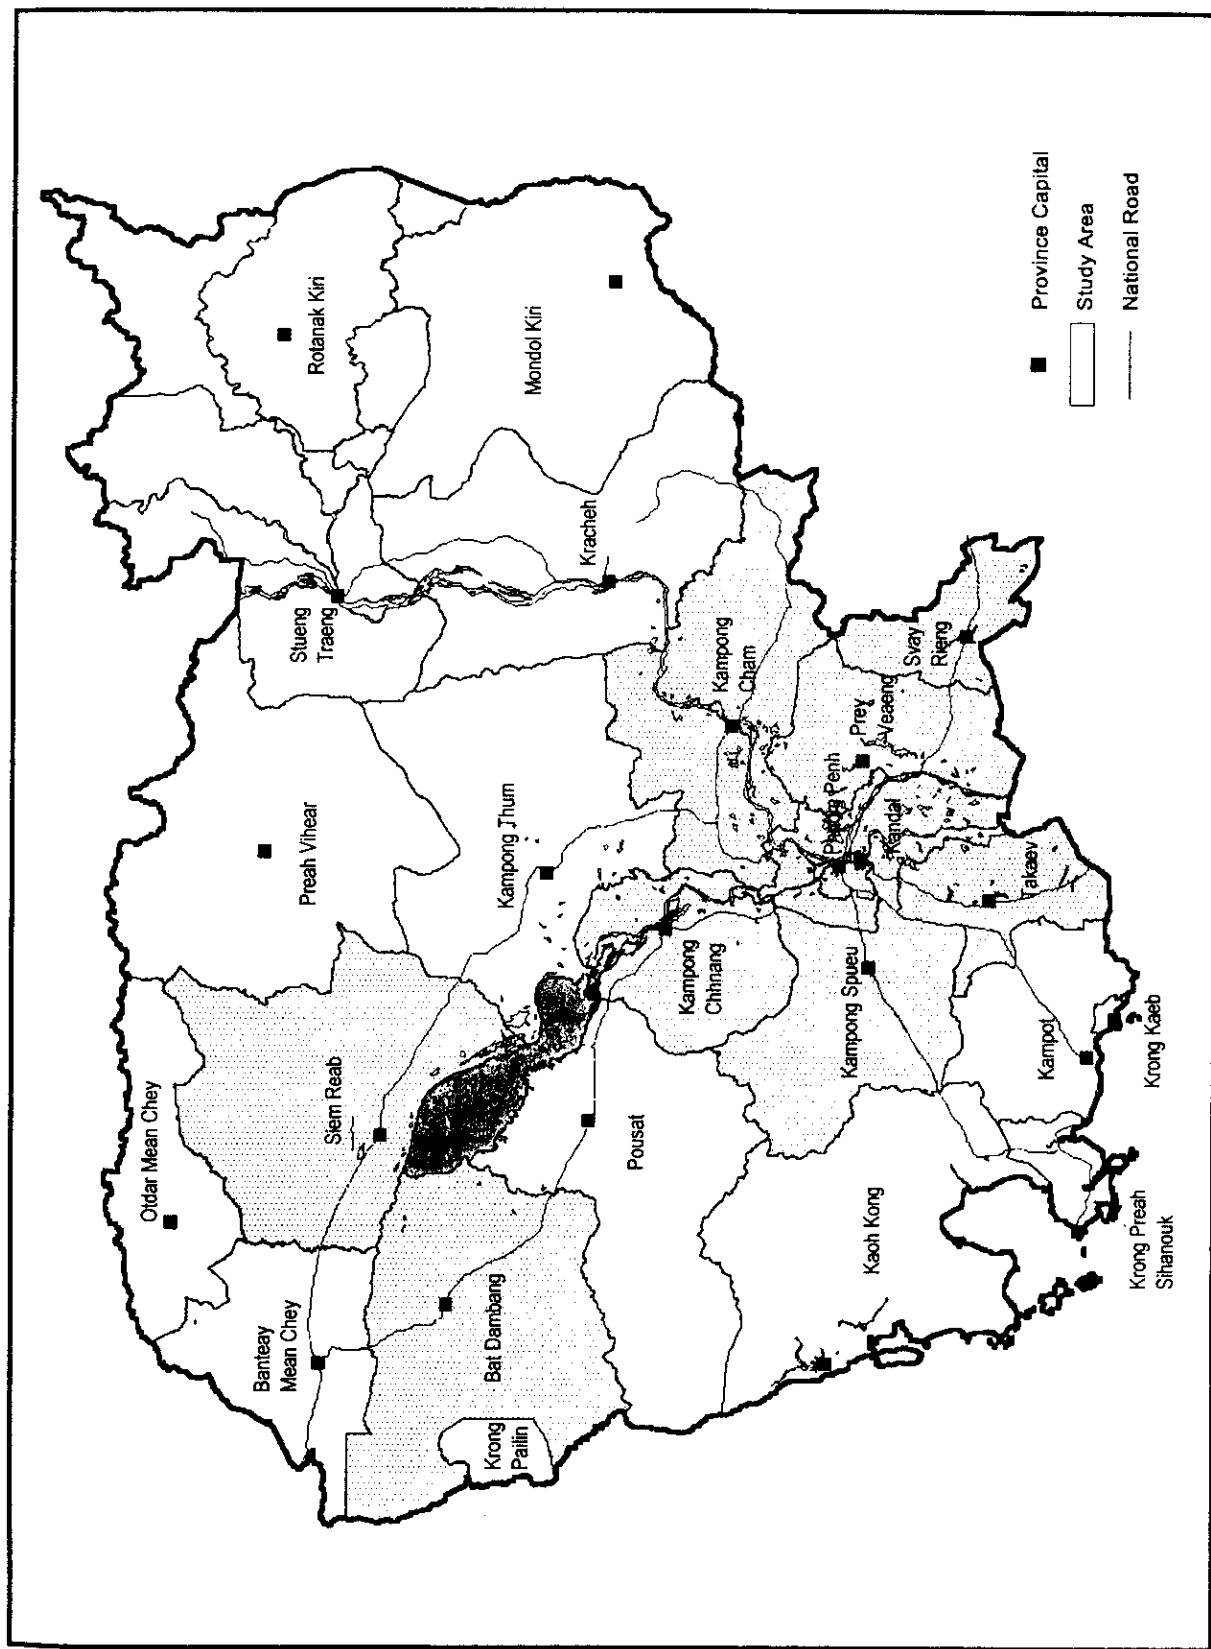 Otdar Mean Chey
Banteay
Mean Chey
Siem Reab
Preah Vihear
Stueng
Traeng
Rotanak Kiri
Mondol Kiri
Kracheh
Kampong Thum
Bat Dambang
Krong
Pailin
Pousat
Kampong
Chhnang
Kampong
Cham
Kaoh Kong
Kampong Spueu
Phnom Penh
Prey
Veaeng
Kandal
Svay
Rieng
Takaev
Kampot
Krong Kaeb
Krong Preah
Sihanouk
Province Capital
Study Area
National Road